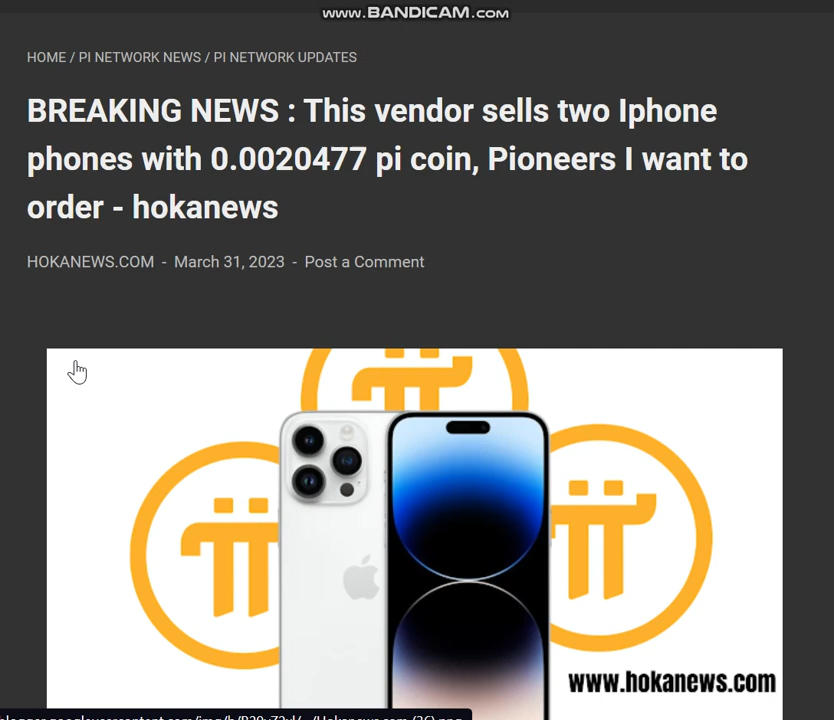 www.BANDICAM.com
HOME / PI NETWORK NEWS / PI NETWORK UPDATES
BREAKING NEWS : This vendor sells two Iphone
phones with 0.0020477 pi coin, Pioneers I want to
order - hokanews
HOKANEWS.COM - March 31, 2023 - Post a Comment
www.hokanews.com